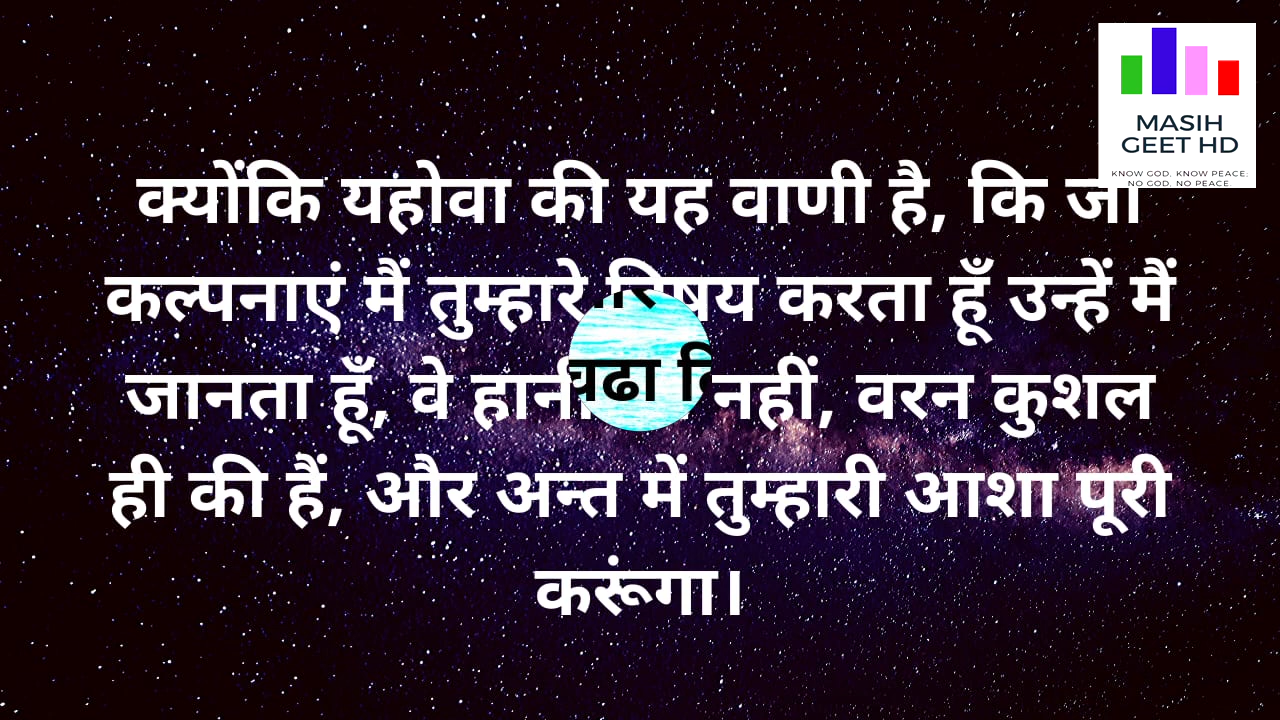 MASIH
GEET HD
KNOW GOD, KNOW PEACE;
NO GOD, NO PEACE.
क्योंकि यहोवा की यह वाणी है, कि
कल्पनाएं मैं तुम्हारे करता हूँ उन्हें मैं
जानता हूँ, वे नहीं, वरन कुशल
ही की हैं, और अन्त में तुम्हारी आशा पूरी
करूंगा।